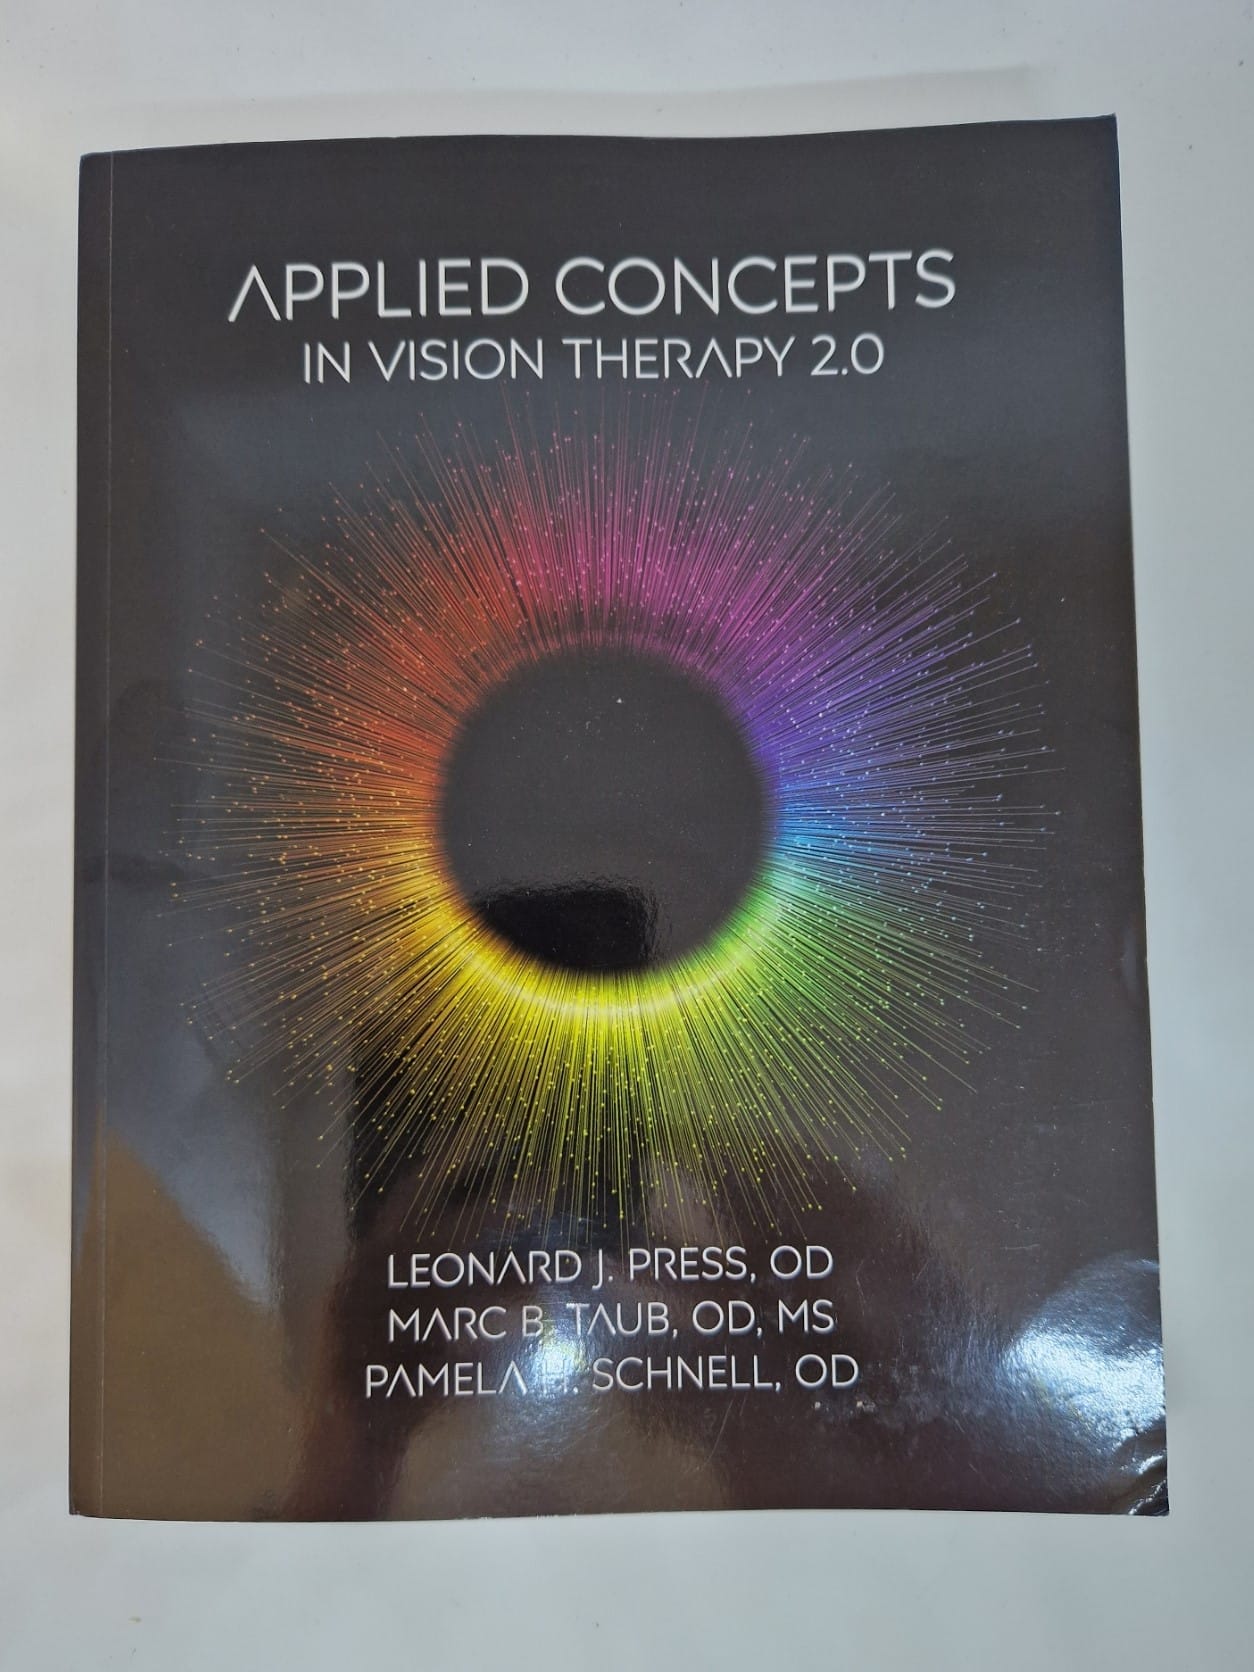 APPLIED CONCEPTS
IN VISION THERAPY 2.0
LEONARD J. PRESS, OD
MARC B. TAUB, OD, MS
PAMELA H. SCHNELL, OD